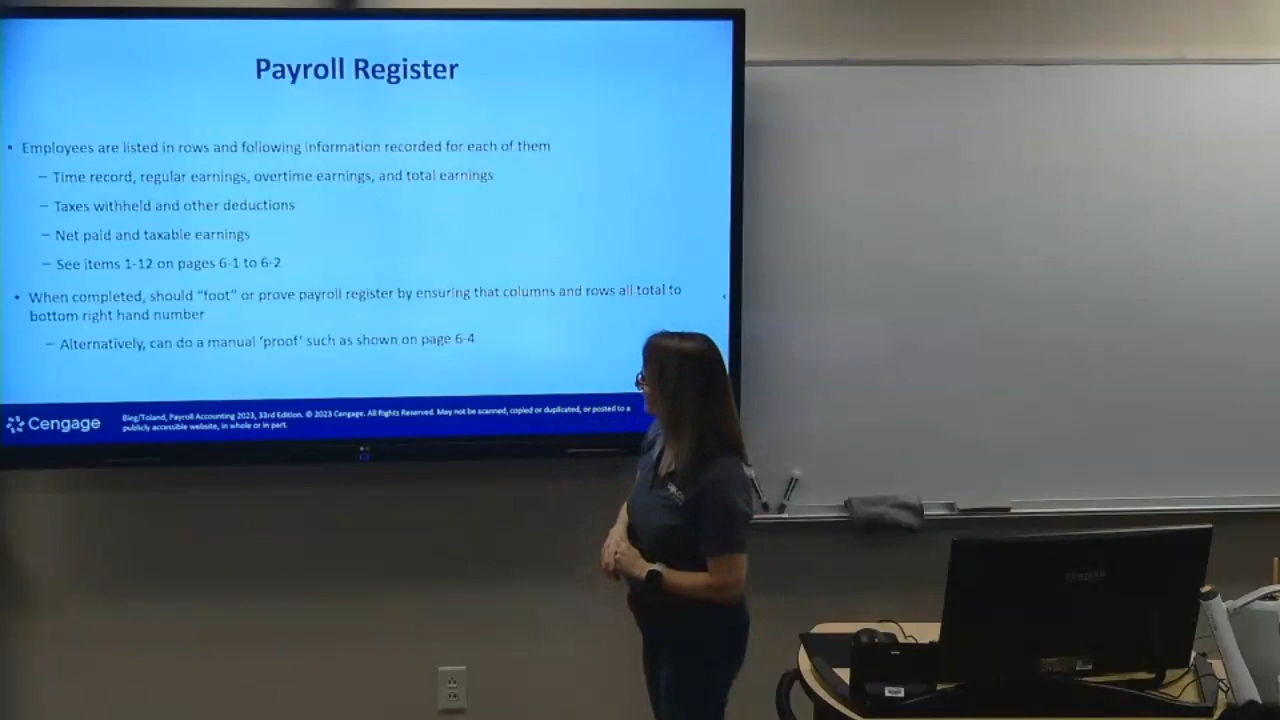 Payroll Register
• Employees are listed in rows and following information recorded for each of them
– Time record, regular earnings, overtime earnings, and total earnings
– Taxes withheld and other deductions
– Net paid and taxable earnings
– See items 1-12 on pages 6-1 to 6-2
• When completed, should "foot" or prove payroll register by ensuring that columns and rows all total to
bottom right hand number
– Alternatively, can do a manual 'proof' such as shown on page 6-4
Cengage
Bieg/Toland, Payroll Accounting 2023, 33rd Edition. © 2023 Cengage. All Rights Reserved. May not be scanned, copied or duplicated, or posted to a
publicly accessible website, in whole or in part.